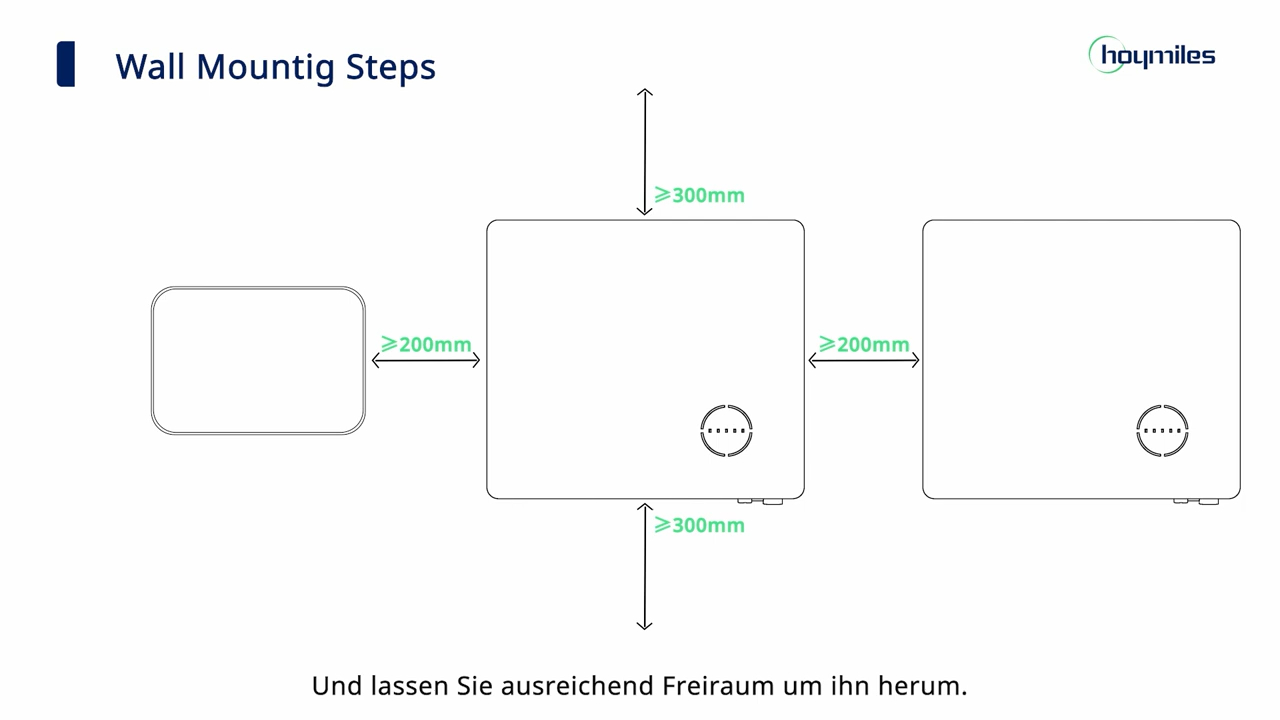 Wall Mountig Steps
hoymiles
≥300mm
≥200mm
≥200mm
≥300mm
Und lassen Sie ausreichend Freiraum um ihn herum.